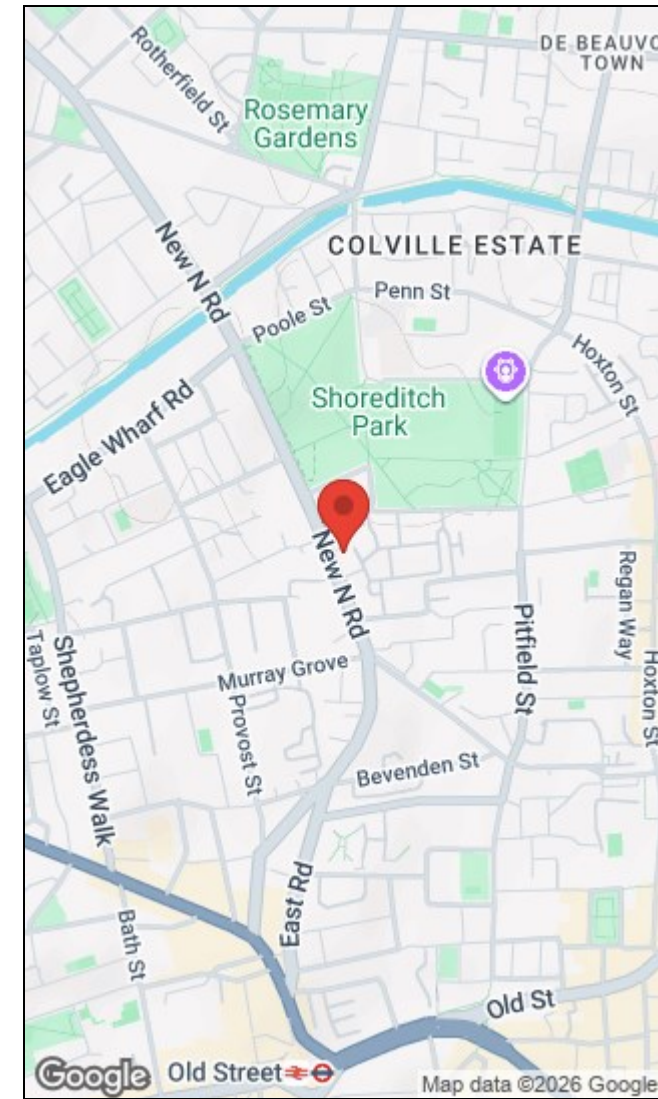 Rotherfield St
DE BEAUVO
TOWN
Rosemary
Gardens
New N Rd
COLVILLE ESTATE
Penn St
Poole St
Hoxton St
Shoreditch
Park
Eagle Wharf Rd
New N Rd
Regan Way
Pitfield St
Hoxton St
Murray Grove
Shepherdess Walk
Taplow St
Provost St
Bevenden St
East Rd
Bath St
Old St
Old Street
Google
Map data ©2026 Google